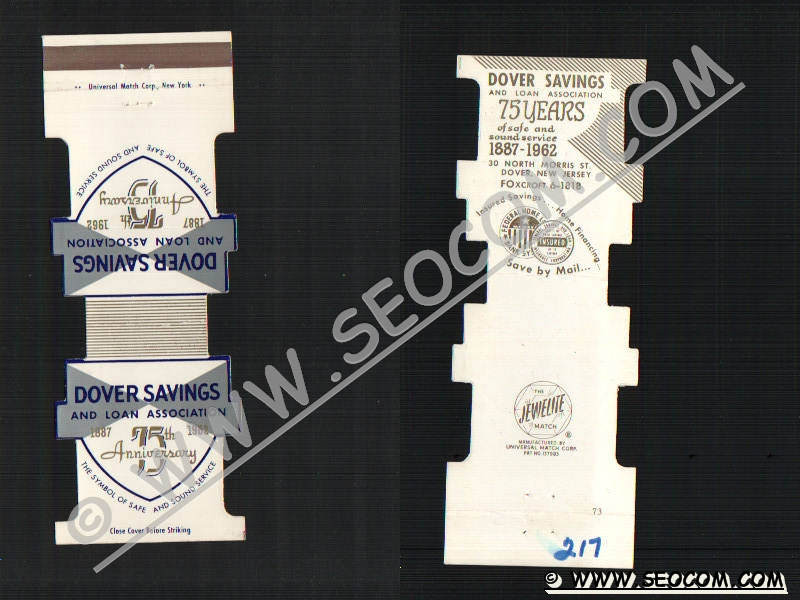 •• Universal Match Corp., New York ••
THE SYMBOL OF SAFE AND SOUND SERVICE
75th
Anniversary
1887 1962
DOVER SAVINGS
AND LOAN ASSOCIATION
DOVER SAVINGS
AND LOAN ASSOCIATION
1887 1962
75th
Anniversary
THE SYMBOL OF SAFE AND SOUND SERVICE
Close Cover Before Striking
DOVER SAVINGS
AND LOAN ASSOCIATION
75 YEARS
of safe and
sound service
1887-1962
30 NORTH MORRIS ST.
DOVER, NEW JERSEY
FOxcroft 6-1818
Insured Savings... Home Financing
FEDERAL HOME
INSURED
Save by Mail...
THE
JEWELITE
MATCH
®
MANUFACTURED BY
UNIVERSAL MATCH CORP.
73
217
© WWW.SEOCOM.COM
© WWW.SEOCOM.COM